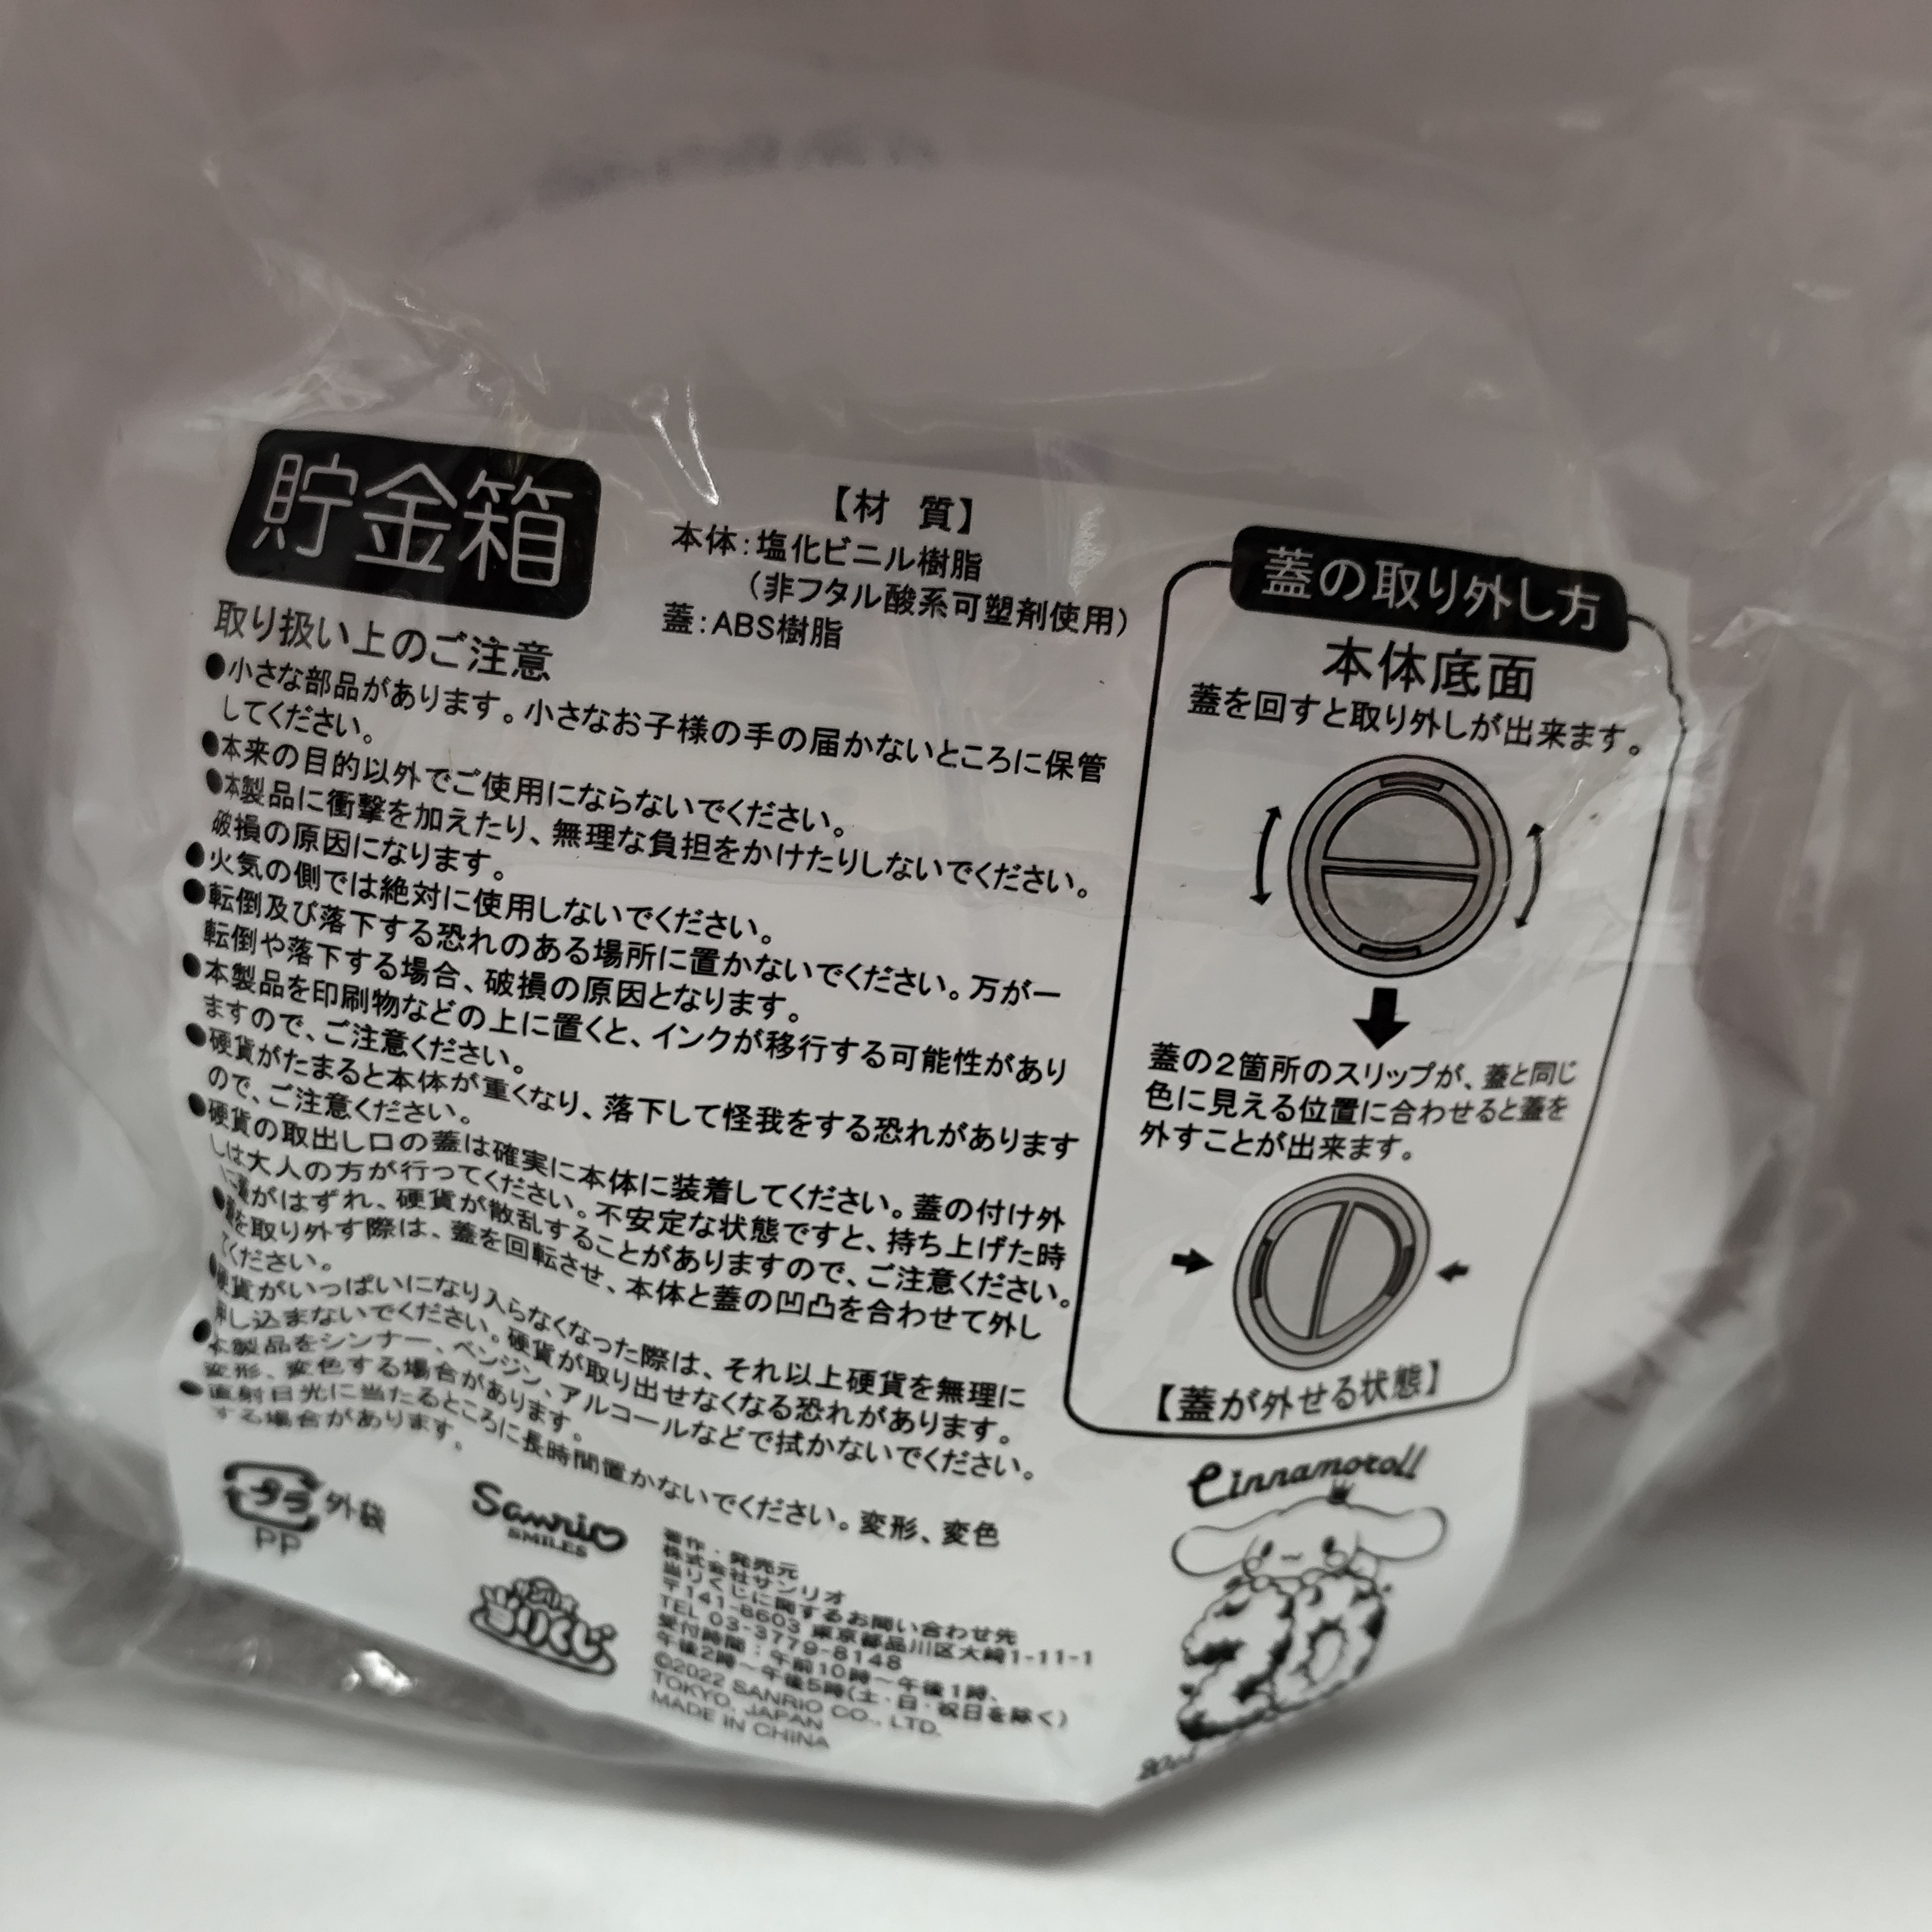 貯金箱
【材 質】
本体:塩化ビニル樹脂
(非フタル酸系可塑剤使用)
蓋:ABS樹脂
取り扱い上のご注意
●小さな部品があります。小さなお子様の手の届かないところに保管
してください。
●本来の目的以外でご使用にならないでください。
●本製品に衝撃を加えたり、無理な負担をかけたりしないでください。
破損の原因になります。
●火気の側では絶対に使用しないでください。
●転倒及び落下する恐れのある場所に置かないでください。万が一
転倒や落下する場合、破損の原因となります。
●本製品を印刷物などの上に置くと、インクが移行する可能性があり
ますので、ご注意ください。
●硬貨がたまると本体が重くなり、落下して怪我をする恐れがあります
ので、ご注意ください。
●硬貨の取出し口の蓋は確実に本体に装着してください。蓋の付け外
しは大人の方が行ってください。不安定な状態ですと、持ち上げた時
に蓋がはずれ、硬貨が散乱することがありますので、ご注意ください。
●蓋を取り外す際は、蓋を回転させ、本体と蓋の凹凸を合わせて外し
てください。
●硬貨がいっぱいになり入らなくなった際は、それ以上硬貨を無理に
押し込まないでください。硬貨が取り出せなくなる恐れがあります。
●本製品をシンナー、ベンジン、アルコールなどで拭かないでください。
変形、変色する場合があります。
●直射日光に当たるところに長時間置かないでください。変形、変色
する場合があります。
蓋の取り外し方
本体底面
蓋を回すと取り外しが出来ます。
蓋の2箇所のスリップが、蓋と同じ
色に見える位置に合わせると蓋を
外すことが出来ます。
【蓋が外せる状態】
プラ
外袋
PP
Sanrio
SMILES
サンリオ
当りくじ
著作・発売元
株式会社サンリオ
当りくじに関するお問い合わせ先
〒141-8603 東京都品川区大崎1-11-1
TEL 03-3779-8148
受付時間:午前10時～午後1時、
午後2時～午後5時(土・日・祝日を除く)
©2022 SANRIO CO., LTD.
TOKYO, JAPAN
MADE IN CHINA
Cinnamoroll
20